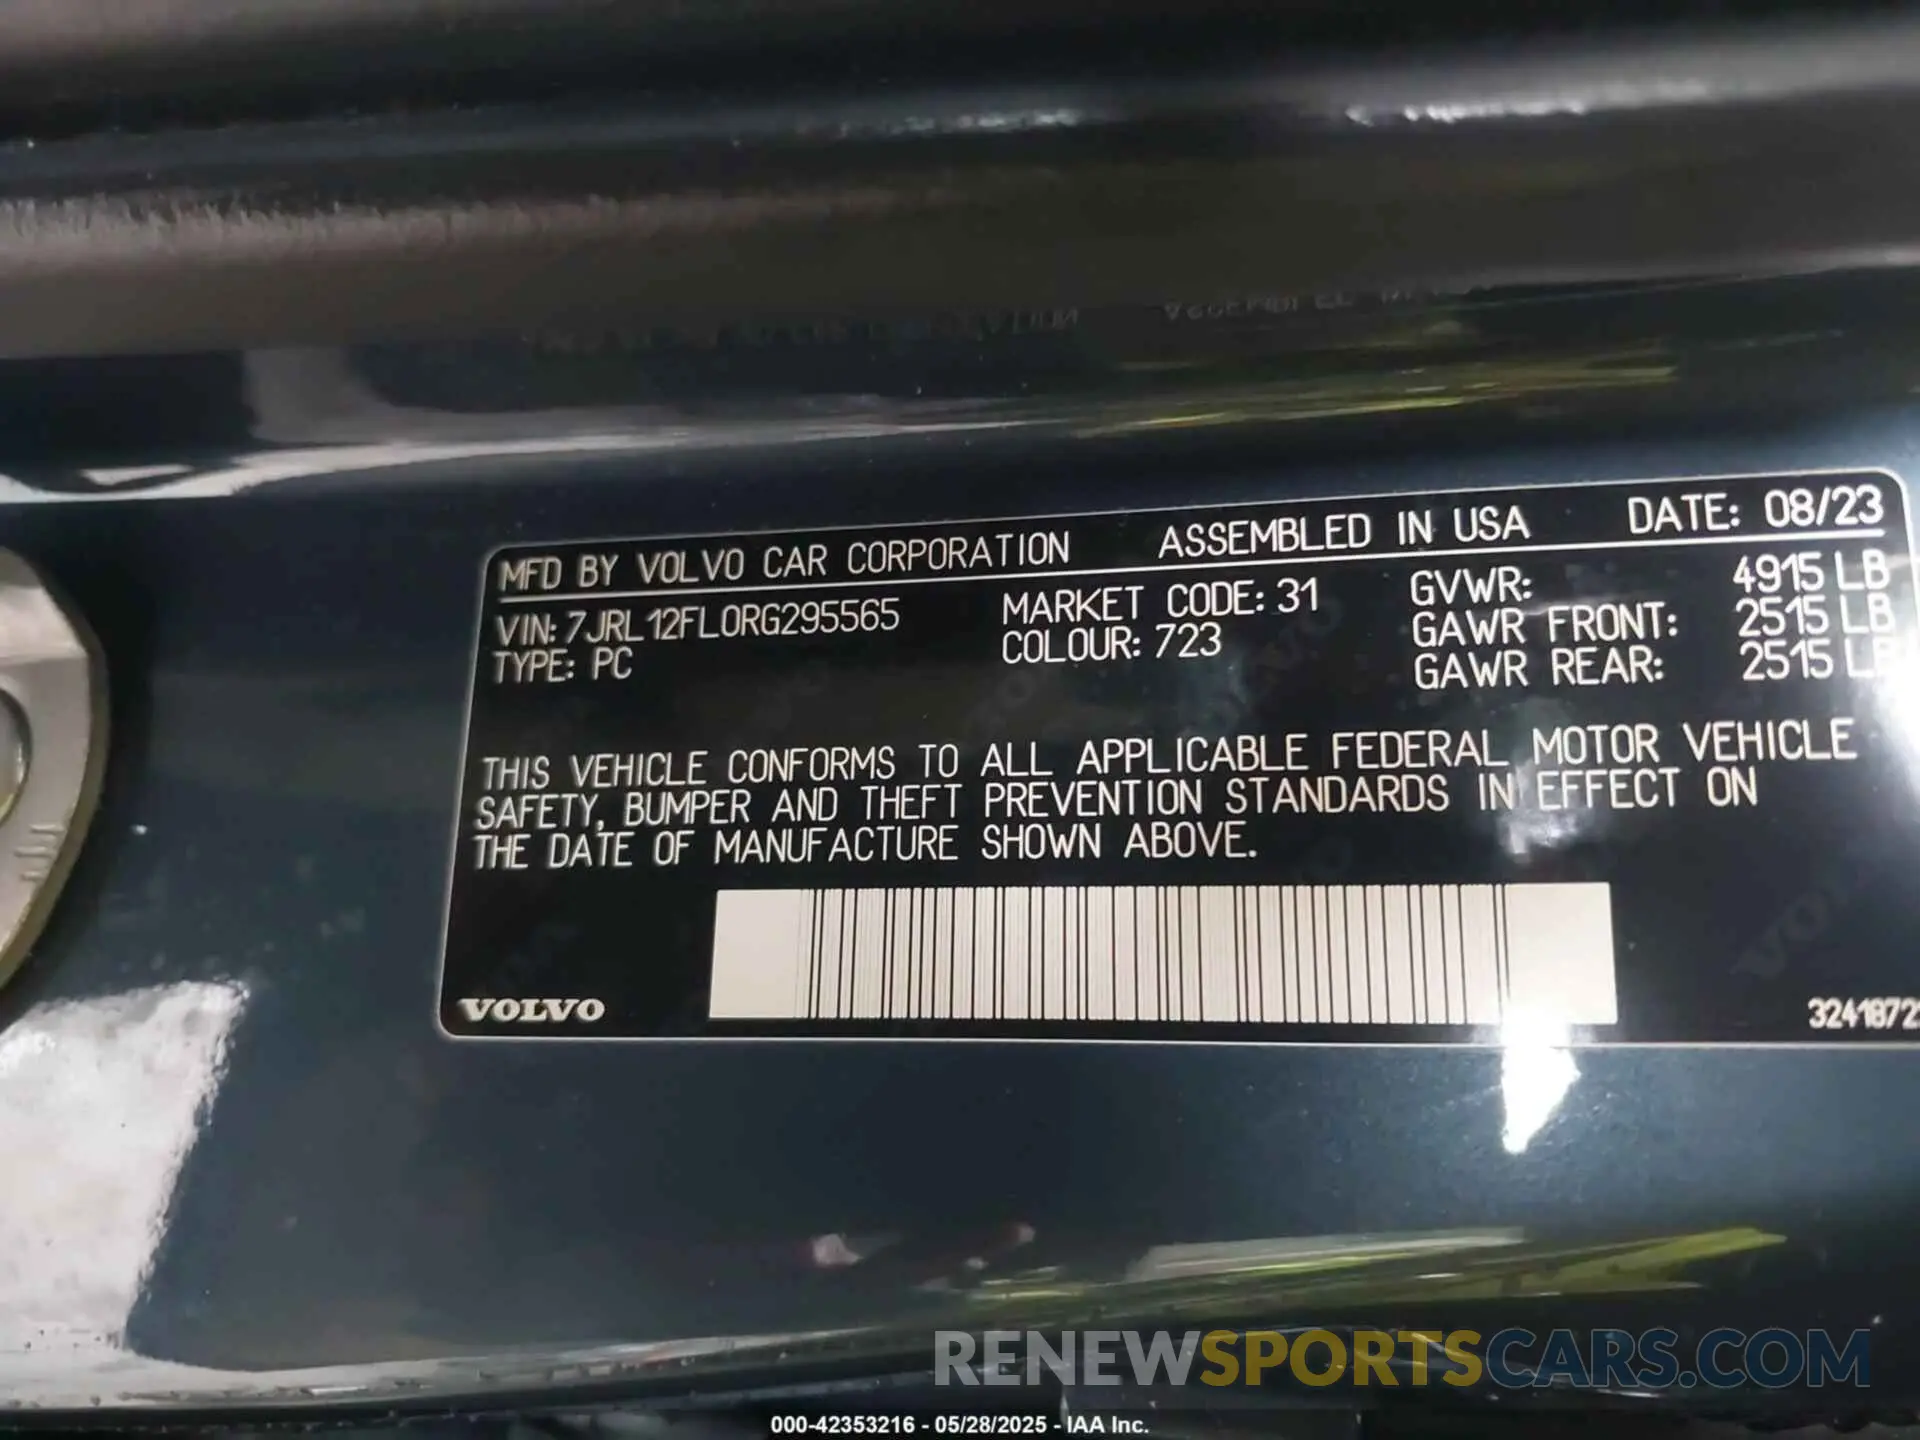 MFD BY VOLVO CAR CORPORATION ASSEMBLED IN USA DATE: 08/23
VIN: 7JRL12FL0RG295565 MARKET CODE: 31 GVWR: 4915 LB
TYPE: PC COLOUR: 723 GAWR FRONT: 2515 LB
GAWR REAR: 2515 LB
THIS VEHICLE CONFORMS TO ALL APPLICABLE FEDERAL MOTOR VEHICLE
SAFETY, BUMPER AND THEFT PREVENTION STANDARDS IN EFFECT ON
THE DATE OF MANUFACTURE SHOWN ABOVE.
VOLVO
RENEWSPORTSCARS.COM
000-42353216 - 05/28/2025 - IAA Inc.